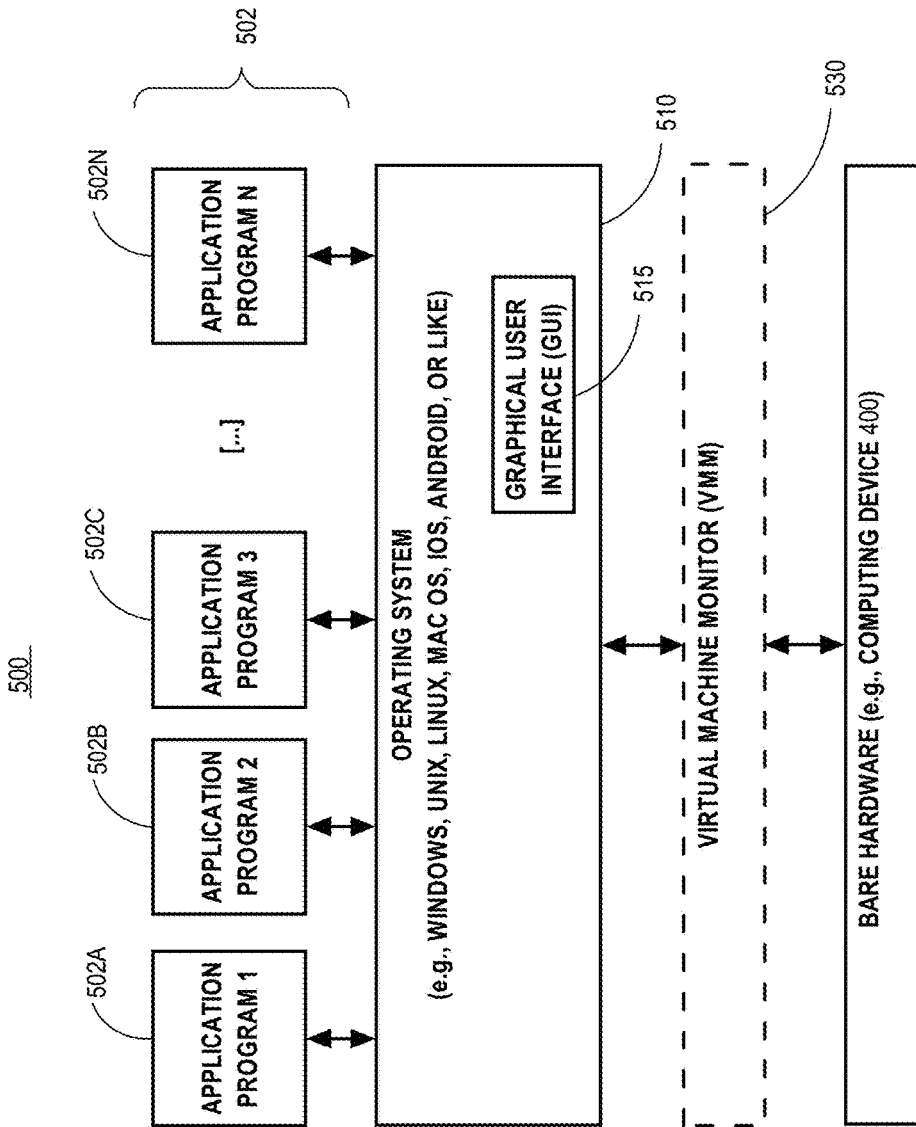 500
502A
502B
502C
502N
502
APPLICATION
PROGRAM 1
APPLICATION
PROGRAM 2
APPLICATION
PROGRAM 3
[...]
APPLICATION
PROGRAM N
OPERATING SYSTEM
(e.g., WINDOWS, UNIX, LINUX, MAC OS, IOS, ANDROID, OR LIKE)
GRAPHICAL USER
INTERFACE (GUI)
515
510
VIRTUAL MACHINE MONITOR (VMM)
530
BARE HARDWARE (e.g., COMPUTING DEVICE 400)